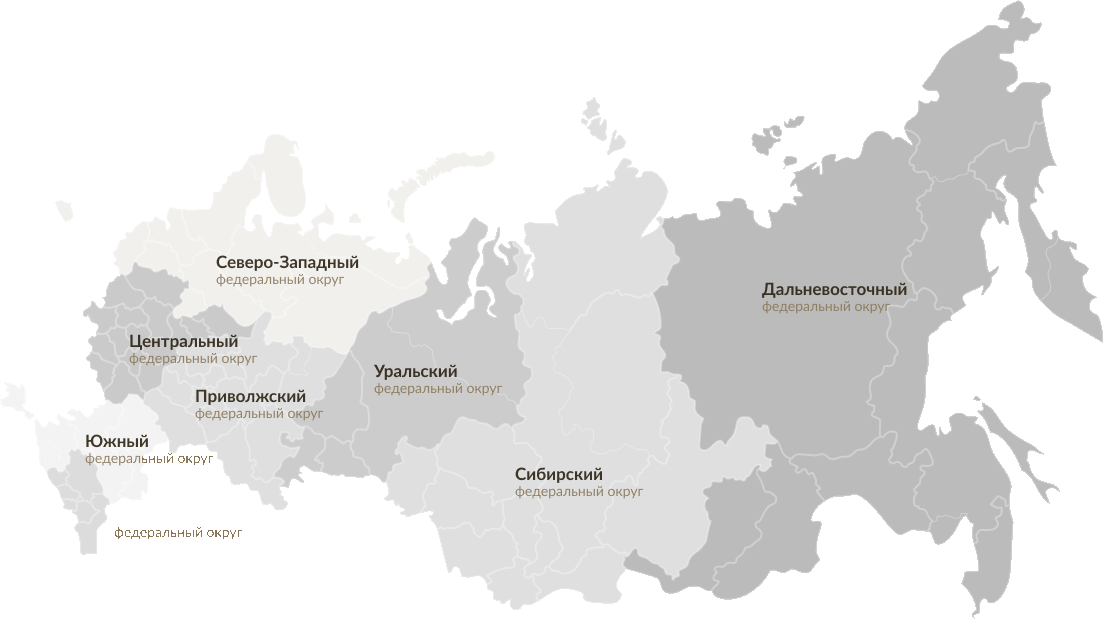 Северо-Западный
федеральный округ
Дальневосточный
федеральный округ
Центральный
федеральный округ
Уральский
федеральный округ
Приволжский
федеральный округ
Южный
федеральный округ
Сибирский
федеральный округ
федеральный округ